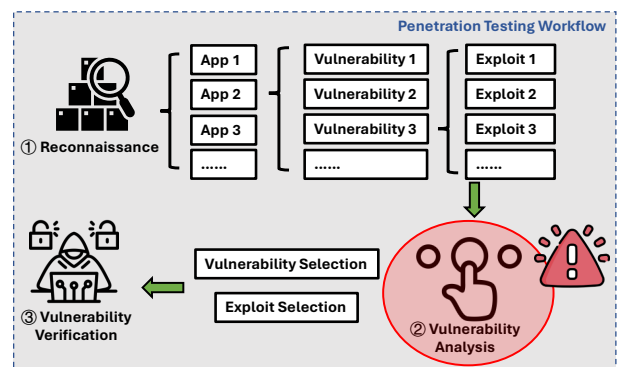 Penetration Testing Workflow
App 1
App 2
App 3
......
Vulnerability 1
Vulnerability 2
Vulnerability 3
......
Exploit 1
Exploit 2
Exploit 3
......
① Reconnaissance
Vulnerability Selection
Exploit Selection
② Vulnerability
Analysis
③ Vulnerability
Verification